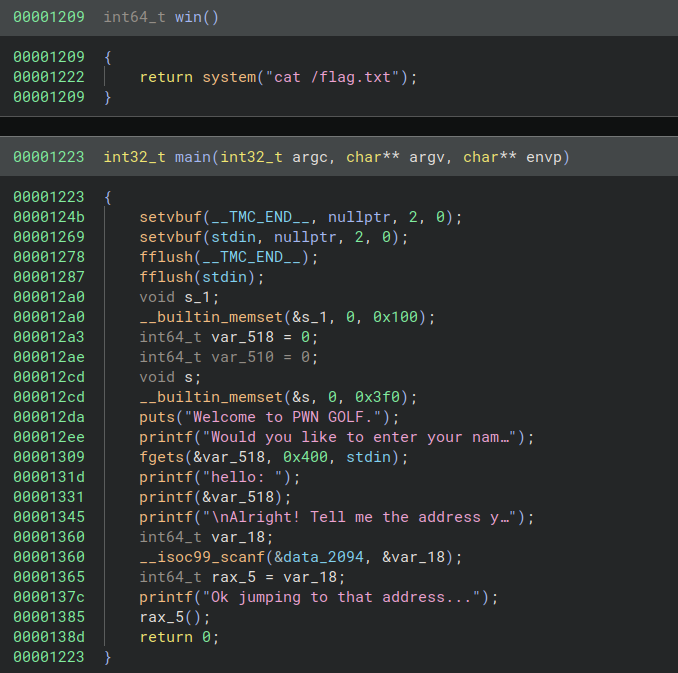 00001209 int64_t win()
00001209 {
00001222 return system("cat /flag.txt");
00001209 }
00001223 int32_t main(int32_t argc, char** argv, char** envp)
00001223 {
0000124b setvbuf(__TMC_END__, nullptr, 2, 0);
00001269 setvbuf(stdin, nullptr, 2, 0);
00001278 fflush(__TMC_END__);
00001287 fflush(stdin);
000012a0 void s_1;
000012a0 __builtin_memset(&s_1, 0, 0x100);
000012a3 int64_t var_518 = 0;
000012ae int64_t var_510 = 0;
000012cd void s;
000012cd __builtin_memset(&s, 0, 0x3f0);
000012da puts("Welcome to PWN GOLF.");
000012ee printf("Would you like to enter your nam…");
00001309 fgets(&var_518, 0x400, stdin);
0000131d printf("hello: ");
00001331 printf(&var_518);
00001345 printf("\nAlright! Tell me the address y…");
00001360 int64_t var_18;
00001360 __isoc99_scanf(&data_2094, &var_18);
00001365 int64_t rax_5 = var_18;
0000137c printf("Ok jumping to that address...");
00001385 rax_5();
0000138d return 0;
00001223 }